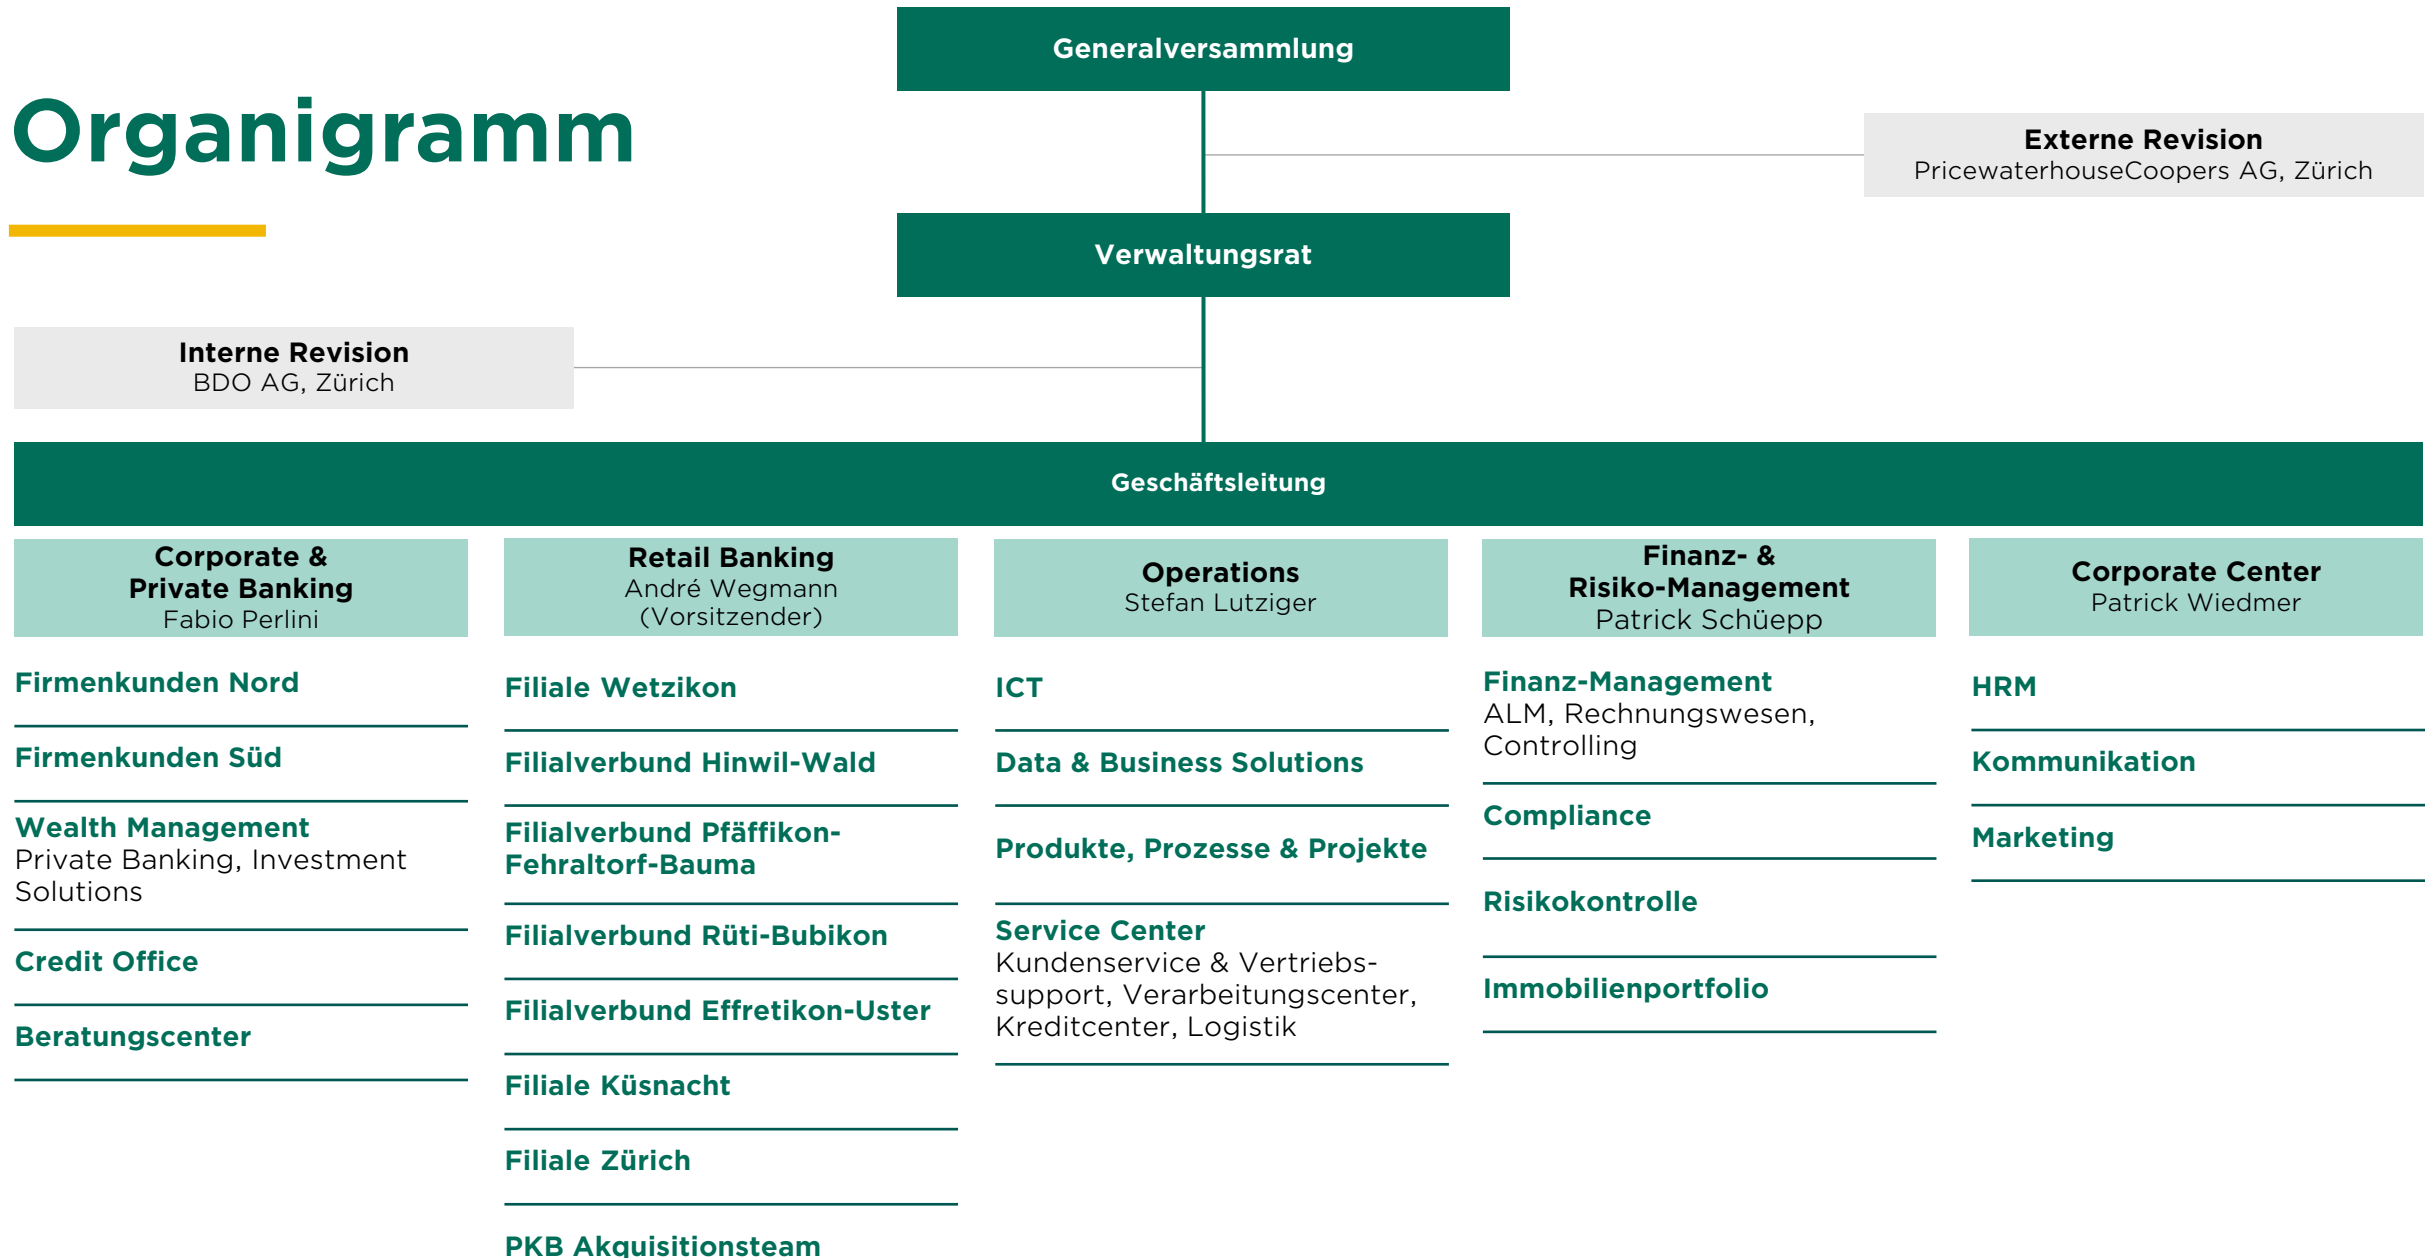 Organigramm
Generalversammlung
Externe Revision
PricewaterhouseCoopers AG, Zürich
Verwaltungsrat
Interne Revision
BDO AG, Zürich
Geschäftsleitung
Corporate &
Private Banking
Fabio Perlini
Firmenkunden Nord
Firmenkunden Süd
Wealth Management
Private Banking, Investment
Solutions
Credit Office
Beratungscenter
Retail Banking
André Wegmann
(Vorsitzender)
Filiale Wetzikon
Filialverbund Hinwil-Wald
Filialverbund Pfäffikon-
Fehraltorf-Bauma
Filialverbund Rüti-Bubikon
Filialverbund Effretikon-Uster
Filiale Küsnacht
Filiale Zürich
PKB Akquisitionsteam
Operations
Stefan Lutziger
ICT
Data & Business Solutions
Produkte, Prozesse & Projekte
Service Center
Kundenservice & Vertriebs-
support, Verarbeitungscenter,
Kreditcenter, Logistik
Finanz- &
Risiko-Management
Patrick Schüepp
Finanz-Management
ALM, Rechnungswesen,
Controlling
Compliance
Risikokontrolle
Immobilienportfolio
Corporate Center
Patrick Wiedmer
HRM
Kommunikation
Marketing